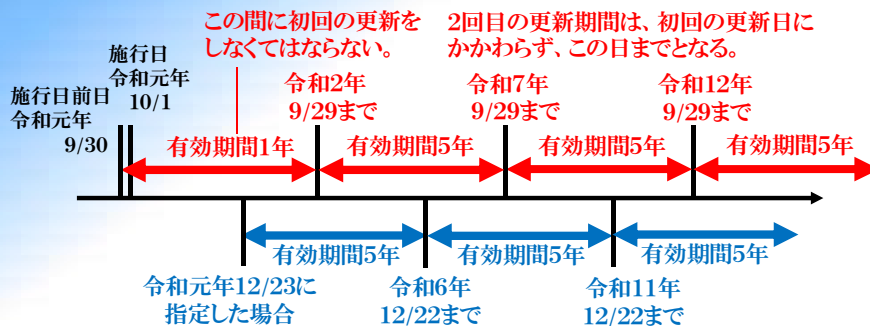 この間に初回の更新を
しなくてはならない。
2回目の更新期間は、初回の更新日に
かかわらず、この日までとなる。
施行日
令和元年
10/1
施行日前日
令和元年
9/30
令和2年
9/29まで
令和7年
9/29まで
令和12年
9/29まで
有効期間1年
有効期間5年
有効期間5年
有効期間5年
有効期間5年
有効期間5年
有効期間5年
令和元年12/23に
指定した場合
令和6年
12/22まで
令和11年
12/22まで